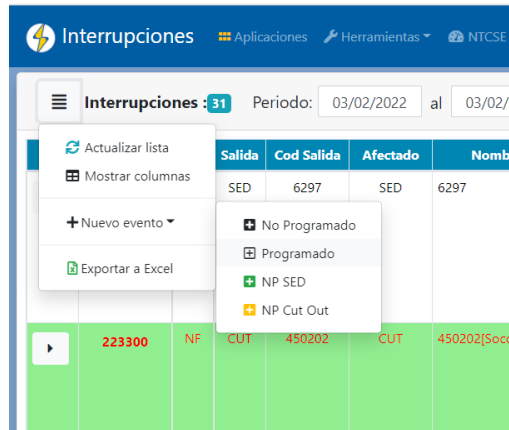 Interrupciones Aplicaciones Herramientas NTCSE
Interrupciones : 31 Periodo: 03/02/2022 al 03/02/
Actualizar lista
Mostrar columnas
Nuevo evento
Exportar a Excel
Salida Cod Salida Afectado Nomb
SED 6297 SED 6297
No Programado
Programado
NP SED
NP Cut Out
223300 NF CUT 450202 CUT 450202[Soco